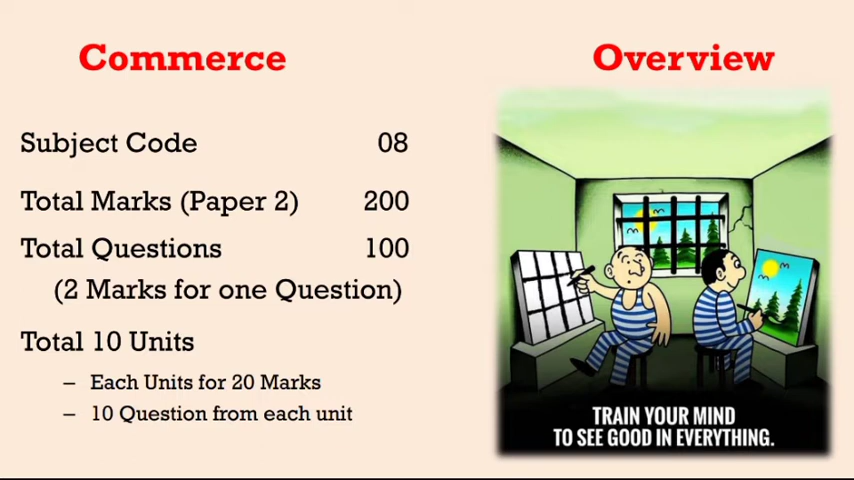 Commerce
Overview
Subject Code 08
Total Marks (Paper 2) 200
Total Questions 100
(2 Marks for one Question)
Total 10 Units
– Each Units for 20 Marks
– 10 Question from each unit
TRAIN YOUR MIND
TO SEE GOOD IN EVERYTHING.